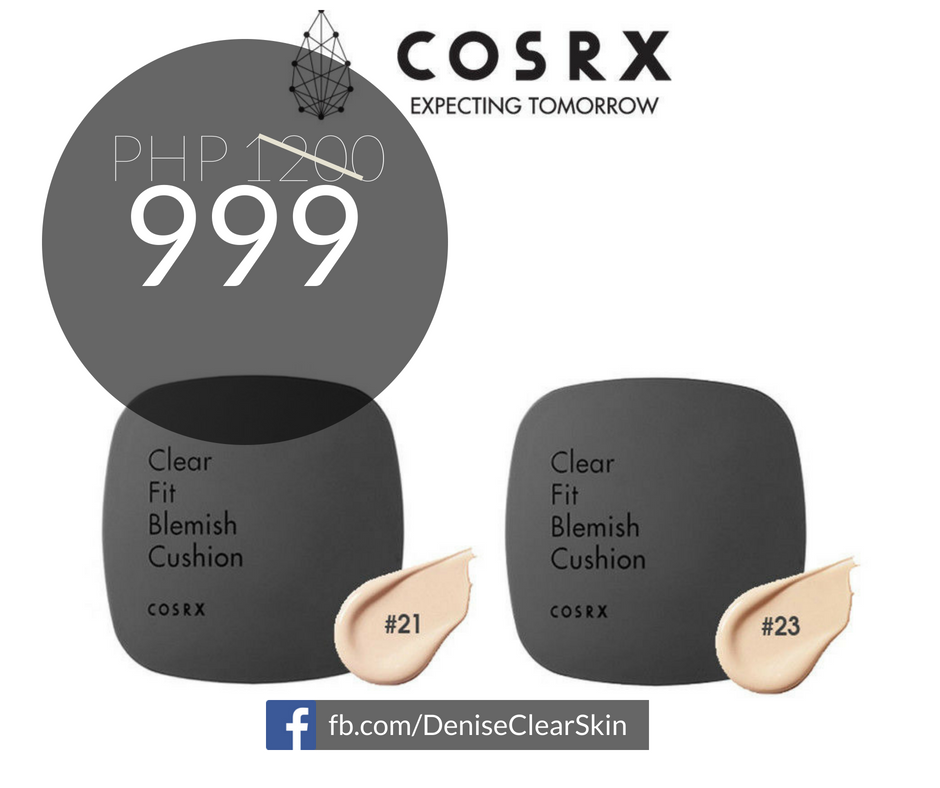 COSRX
EXPECTING TOMORROW
PHP 1200
999
Clear
Fit
Blemish
Cushion
COSRX
#21
Clear
Fit
Blemish
Cushion
COSRX
#23
f fb.com/DeniseClearSkin